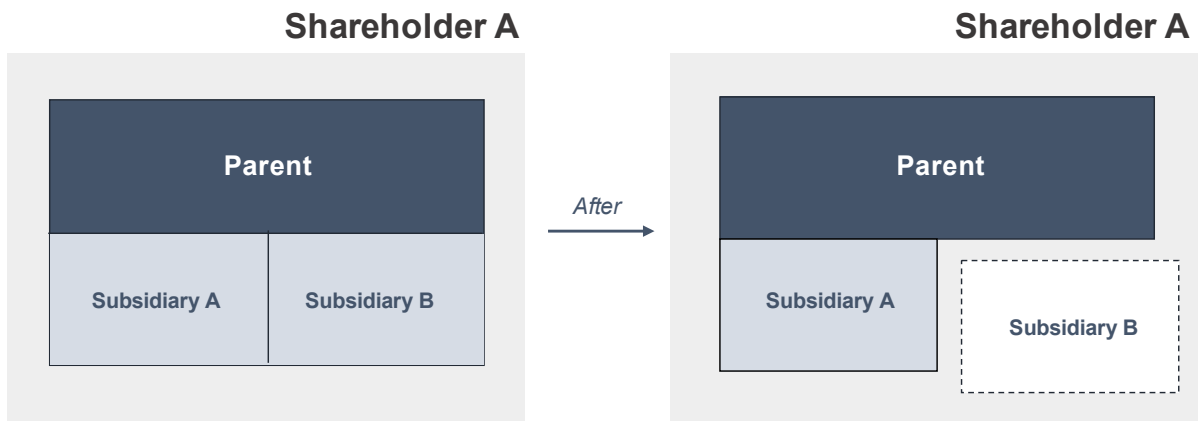 Shareholder A
Parent
Subsidiary A
Subsidiary B
After
Shareholder A
Parent
Subsidiary A
Subsidiary B